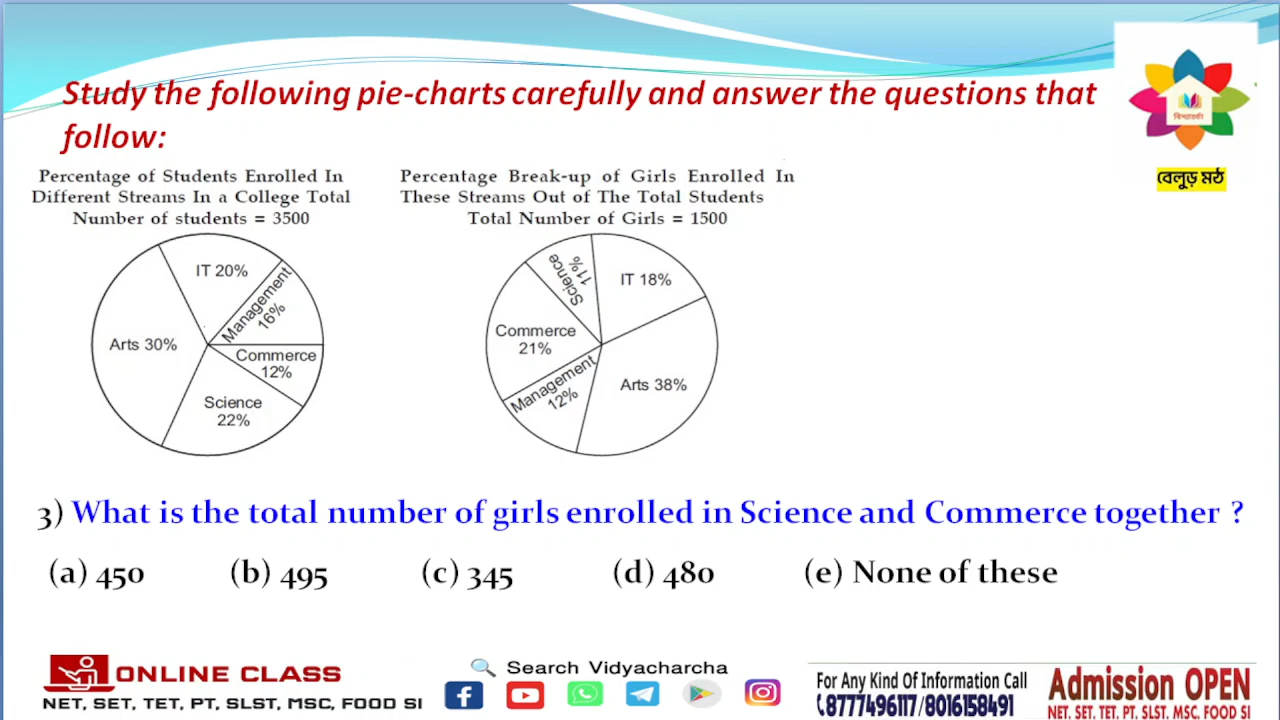 Study the following pie-charts carefully and answer the questions that
follow:
বিদ্যাচর্চা
বেলুড় মঠ
Percentage of Students Enrolled In
Different Streams In a College Total
Number of students = 3500
Percentage Break-up of Girls Enrolled In
These Streams Out of The Total Students
Total Number of Girls = 1500
IT 20%
Management
16%
Arts 30%
Commerce
12%
Science
22%
Science
11%
IT 18%
Commerce
21%
Management
12%
Arts 38%
3) What is the total number of girls enrolled in Science and Commerce together ?
(a) 450 (b) 495 (c) 345 (d) 480 (e) None of these
ONLINE CLASS
NET, SET, TET, PT, SLST, MSC, FOOD SI
Search Vidyacharcha
For Any Kind Of Information Call
8777496117/8016158491
Admission OPEN
NET, SET, TET, PT, SLST, MSC, FOOD SI